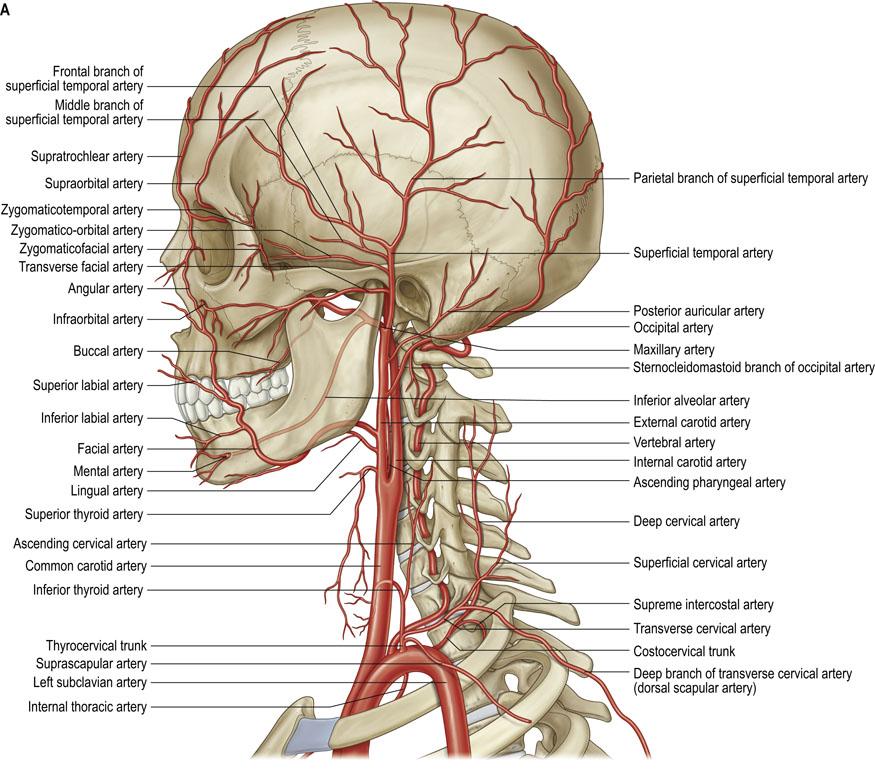 A
Frontal branch of
superficial temporal artery
Middle branch of
superficial temporal artery
Supratrochlear artery
Supraorbital artery
Zygomaticotemporal artery
Zygomatico-orbital artery
Zygomaticofacial artery
Transverse facial artery
Angular artery
Infraorbital artery
Buccal artery
Superior labial artery
Inferior labial artery
Facial artery
Mental artery
Lingual artery
Superior thyroid artery
Ascending cervical artery
Common carotid artery
Inferior thyroid artery
Thyrocervical trunk
Suprascapular artery
Left subclavian artery
Internal thoracic artery
Parietal branch of superficial temporal artery
Superficial temporal artery
Posterior auricular artery
Occipital artery
Maxillary artery
Sternocleidomastoid branch of occipital artery
Inferior alveolar artery
External carotid artery
Vertebral artery
Internal carotid artery
Ascending pharyngeal artery
Deep cervical artery
Superficial cervical artery
Supreme intercostal artery
Transverse cervical artery
Costocervical trunk
Deep branch of transverse cervical artery
(dorsal scapular artery)